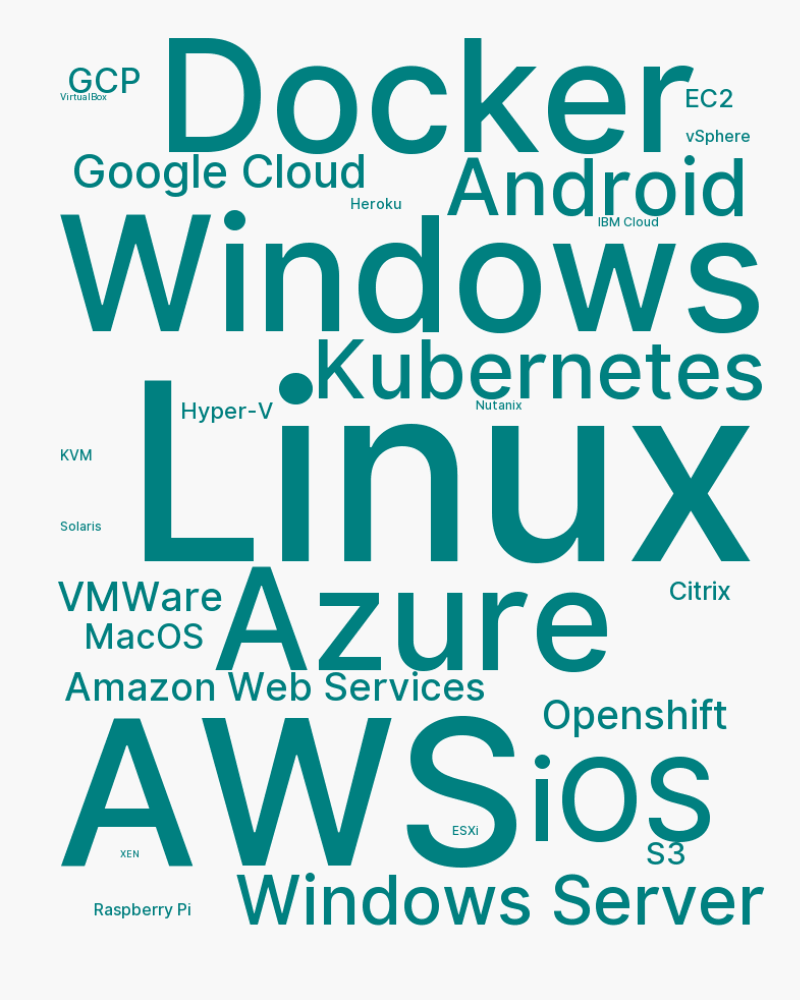 Docker
GCP
VirtualBox
EC2
vSphere
Google Cloud
Android
Heroku
IBM Cloud
Windows
Kubernetes
Linux
Hyper-V
Nutanix
KVM
Solaris
Azure
VMWare
Citrix
MacOS
Amazon Web Services
Openshift
AWS
iOS
ESXi
S3
XEN
Windows Server
Raspberry Pi